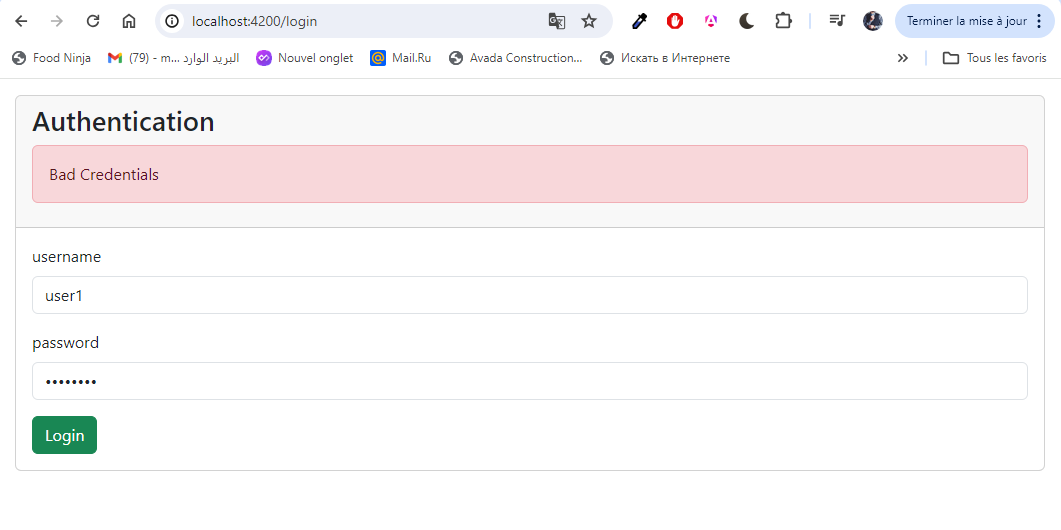 localhost:4200/login
Terminer la mise à jour
Food Ninja
(79) - m... البريد الوارد
Nouvel onglet
Mail.Ru
Avada Construction...
Искать в Интернете
Tous les favoris
Authentication
Bad Credentials
username
user1
password
••••••••
Login